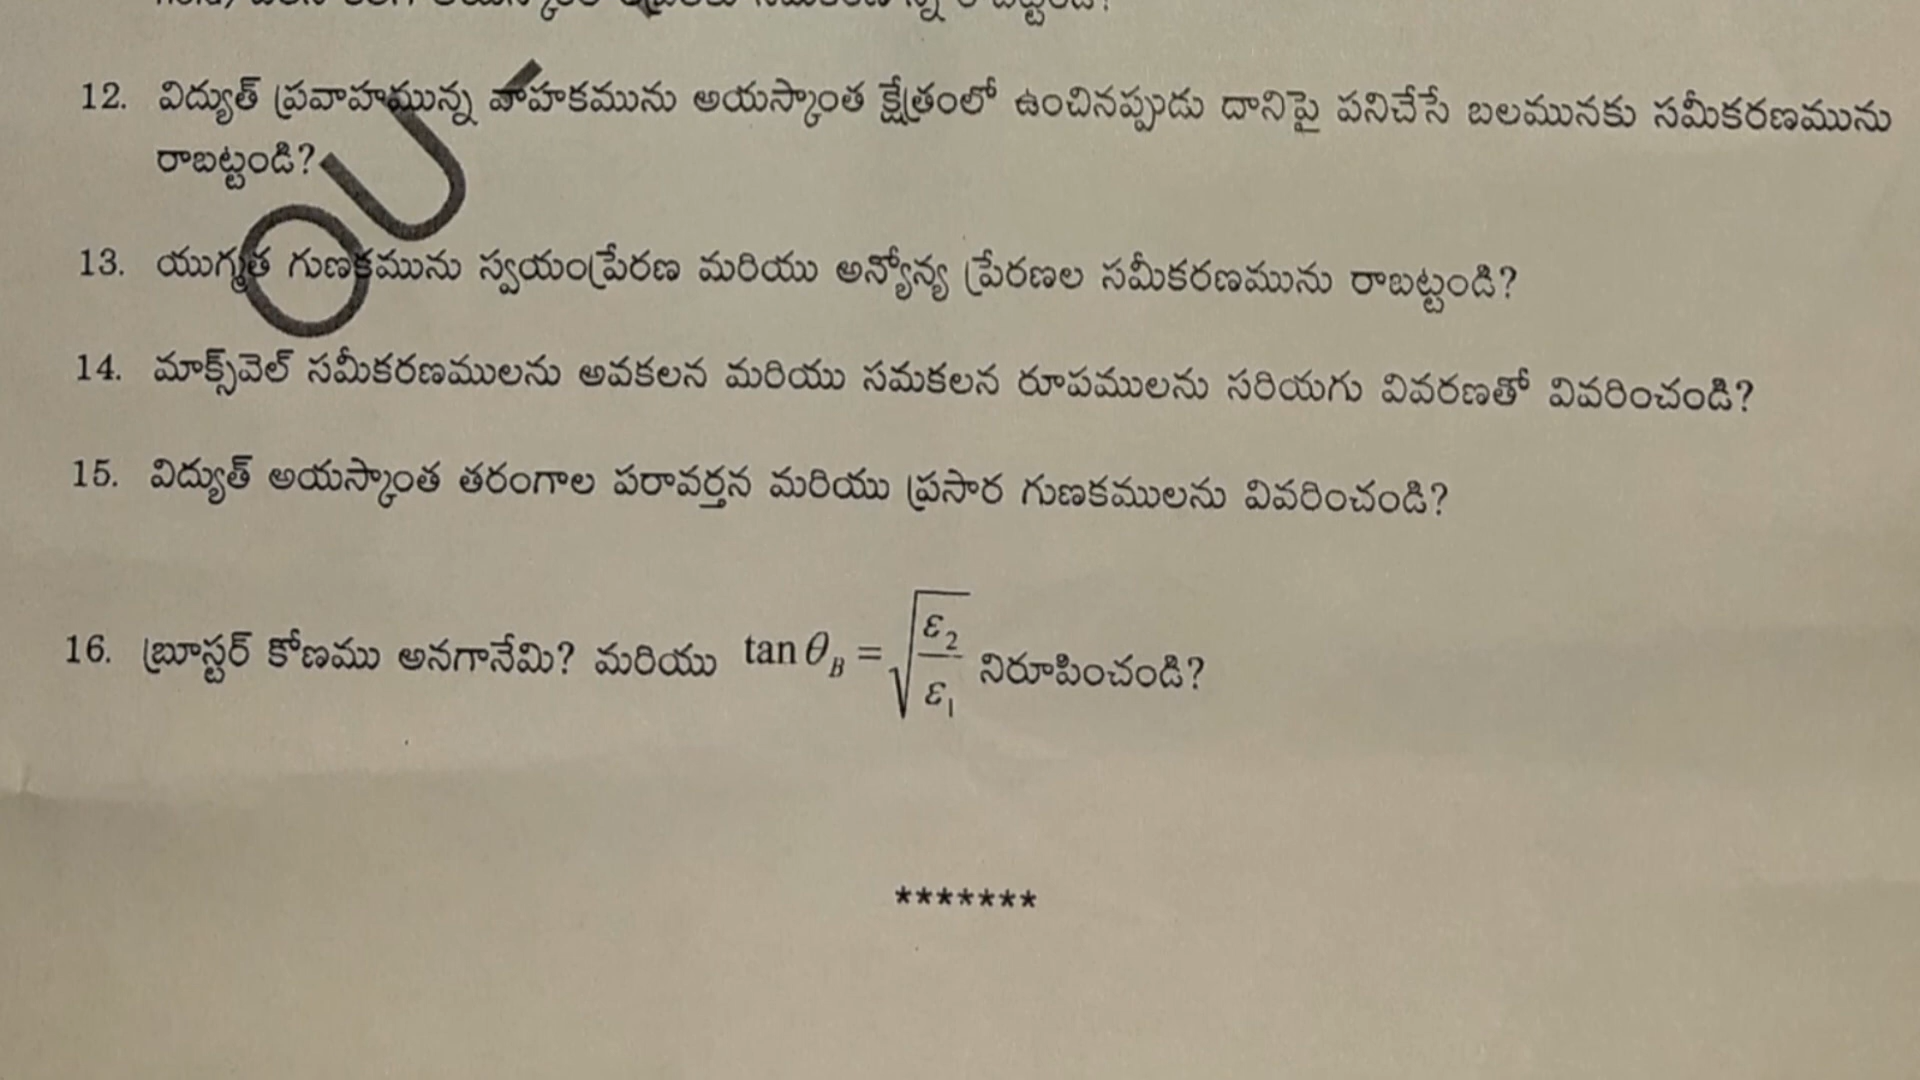 12. విద్యుత్ ప్రవాహమున్న వాహకమును అయస్కాంత క్షేత్రంలో ఉంచినప్పుడు దానిపై పనిచేసే బలమునకు సమీకరణమును
రాబట్టండి?
OU
13. యుగ్మత గుణకమును స్వయంప్రేరణ మరియు అన్యోన్య ప్రేరణల సమీకరణమును రాబట్టండి?
14. మాక్స్‌వెల్ సమీకరణములను అవకలన మరియు సమకలన రూపములను సరియగు వివరణతో వివరించండి?
15. విద్యుత్ అయస్కాంత తరంగాల పరావర్తన మరియు ప్రసార గుణకములను వివరించండి?
16. బ్రూస్టర్ కోణము అనగానేమి? మరియు tan θ_B = √(ε₂/ε₁) నిరూపించండి?
*******